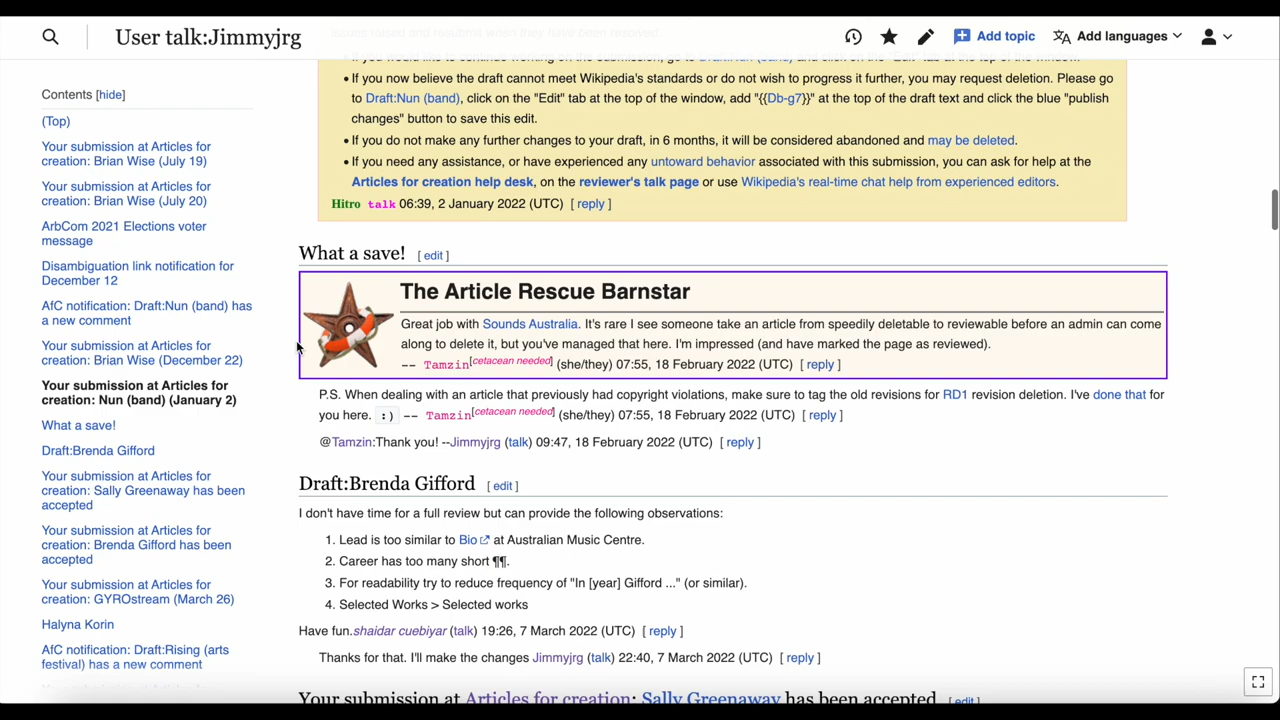 User talk:Jimmyjrg
Add topic
Add languages
Contents [hide]
(Top)
Your submission at Articles for
creation: Brian Wise (July 19)
Your submission at Articles for
creation: Brian Wise (July 20)
ArbCom 2021 Elections voter
message
Disambiguation link notification for
December 12
AfC notification: Draft:Nun (band) has
a new comment
Your submission at Articles for
creation: Brian Wise (December 22)
Your submission at Articles for
creation: Nun (band) (January 2)
What a save!
Draft:Brenda Gifford
Your submission at Articles for
creation: Sally Greenaway has been
accepted
Your submission at Articles for
creation: Brenda Gifford has been
accepted
Your submission at Articles for
creation: GYROstream (March 26)
Halyna Korin
AfC notification: Draft:Rising (arts
festival) has a new comment
• If you now believe the draft cannot meet Wikipedia's standards or do not wish to progress it further, you may request deletion. Please go
to Draft:Nun (band), click on the "Edit" tab at the top of the window, add "{{Db-g7}}" at the top of the draft text and click the blue "publish
changes" button to save this edit.
• If you do not make any further changes to your draft, in 6 months, it will be considered abandoned and may be deleted.
• If you need any assistance, or have experienced any untoward behavior associated with this submission, you can ask for help at the
Articles for creation help desk, on the reviewer's talk page or use Wikipedia's real-time chat help from experienced editors.
Hitro talk 06:39, 2 January 2022 (UTC) [ reply ]
What a save! [ edit ]
The Article Rescue Barnstar
Great job with Sounds Australia. It's rare I see someone take an article from speedily deletable to reviewable before an admin can come
along to delete it, but you've managed that here. I'm impressed (and have marked the page as reviewed).
-- Tamzin[cetacean needed] (she/they) 07:55, 18 February 2022 (UTC) [ reply ]
P.S. When dealing with an article that previously had copyright violations, make sure to tag the old revisions for RD1 revision deletion. I've done that for
you here. :) -- Tamzin[cetacean needed] (she/they) 07:55, 18 February 2022 (UTC) [ reply ]
@Tamzin:Thank you! --Jimmyjrg (talk) 09:47, 18 February 2022 (UTC) [ reply ]
Draft:Brenda Gifford [ edit ]
I don't have time for a full review but can provide the following observations:
1. Lead is too similar to Bio at Australian Music Centre.
2. Career has too many short ¶¶.
3. For readability try to reduce frequency of "In [year] Gifford ..." (or similar).
4. Selected Works > Selected works
Have fun.shaidar cuebiyar (talk) 19:26, 7 March 2022 (UTC) [ reply ]
Thanks for that. I'll make the changes Jimmyjrg (talk) 22:40, 7 March 2022 (UTC) [ reply ]
Your submission at Articles for creation: Sally Greenaway has been accepted [ edit ]